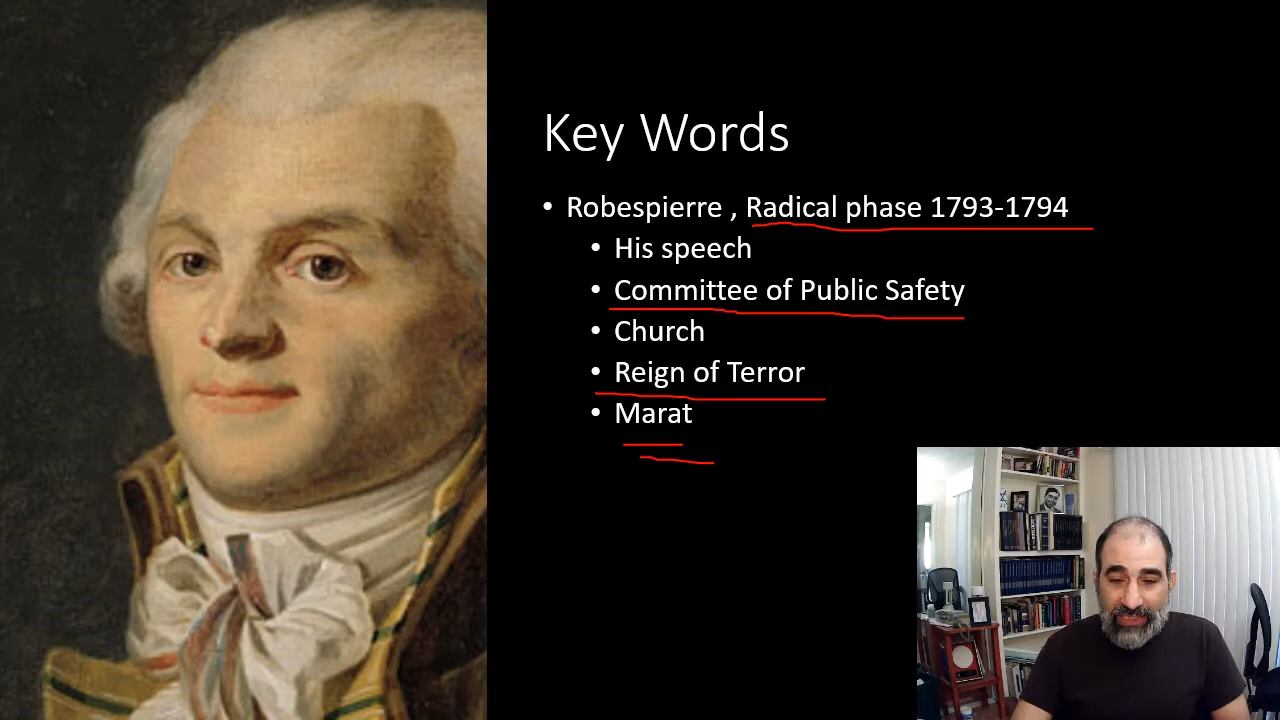 Key Words
• Robespierre , Radical phase 1793-1794
• His speech
• Committee of Public Safety
• Church
• Reign of Terror
• Marat